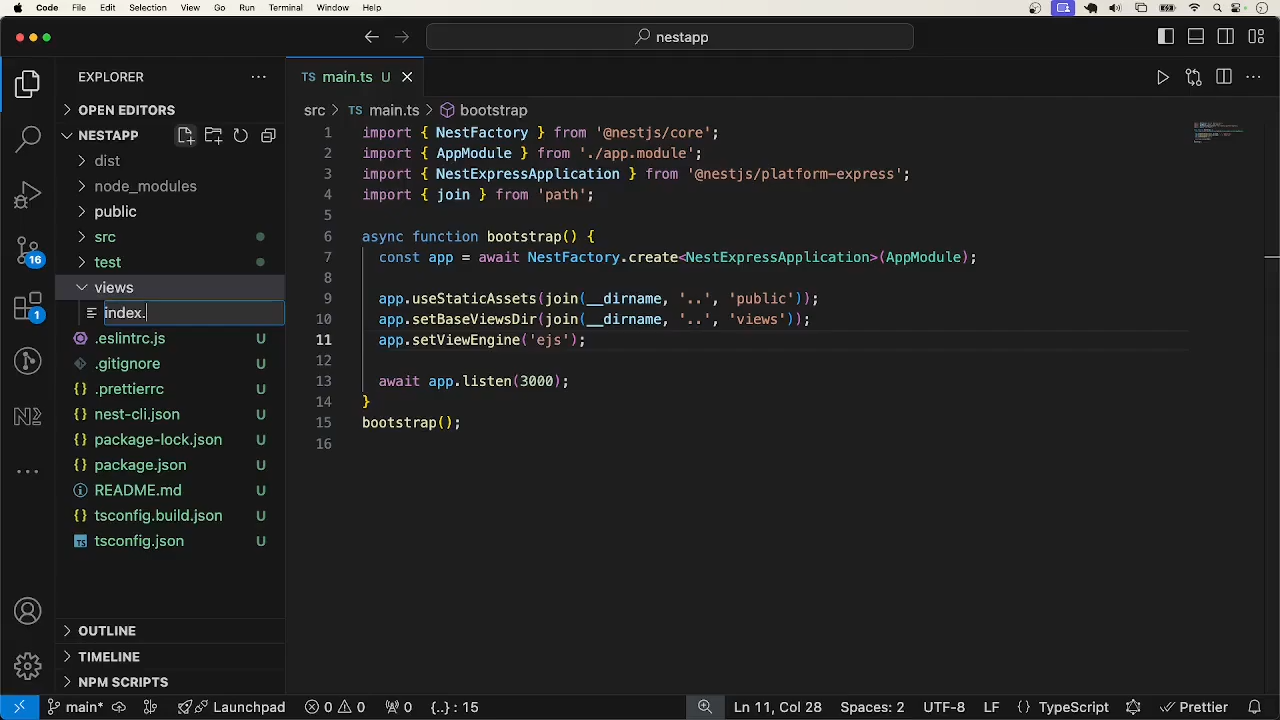 Code File Edit Selection View Go Run Terminal Window Help
nestapp
EXPLORER
OPEN EDITORS
NESTAPP
dist
node_modules
public
src
test
views
index.
.eslintrc.js
.gitignore U
.prettierrc U
nest-cli.json U
package-lock.json U
package.json U
README.md U
tsconfig.build.json U
tsconfig.json U
OUTLINE
TIMELINE
NPM SCRIPTS
16
1
TS main.ts U
src > TS main.ts > bootstrap
1 import { NestFactory } from '@nestjs/core';
2 import { AppModule } from './app.module';
3 import { NestExpressApplication } from '@nestjs/platform-express';
4 import { join } from 'path';
5
6 async function bootstrap() {
7 const app = await NestFactory.create<NestExpressApplication>(AppModule);
8
9 app.useStaticAssets(join(__dirname, '..', 'public'));
10 app.setBaseViewsDir(join(__dirname, '..', 'views'));
11 app.setViewEngine('ejs');
12
13 await app.listen(3000);
14 }
15 bootstrap();
16
main* Launchpad 0 0 0 {..}: 15 Ln 11, Col 28 Spaces: 2 UTF-8 LF { } TypeScript Prettier